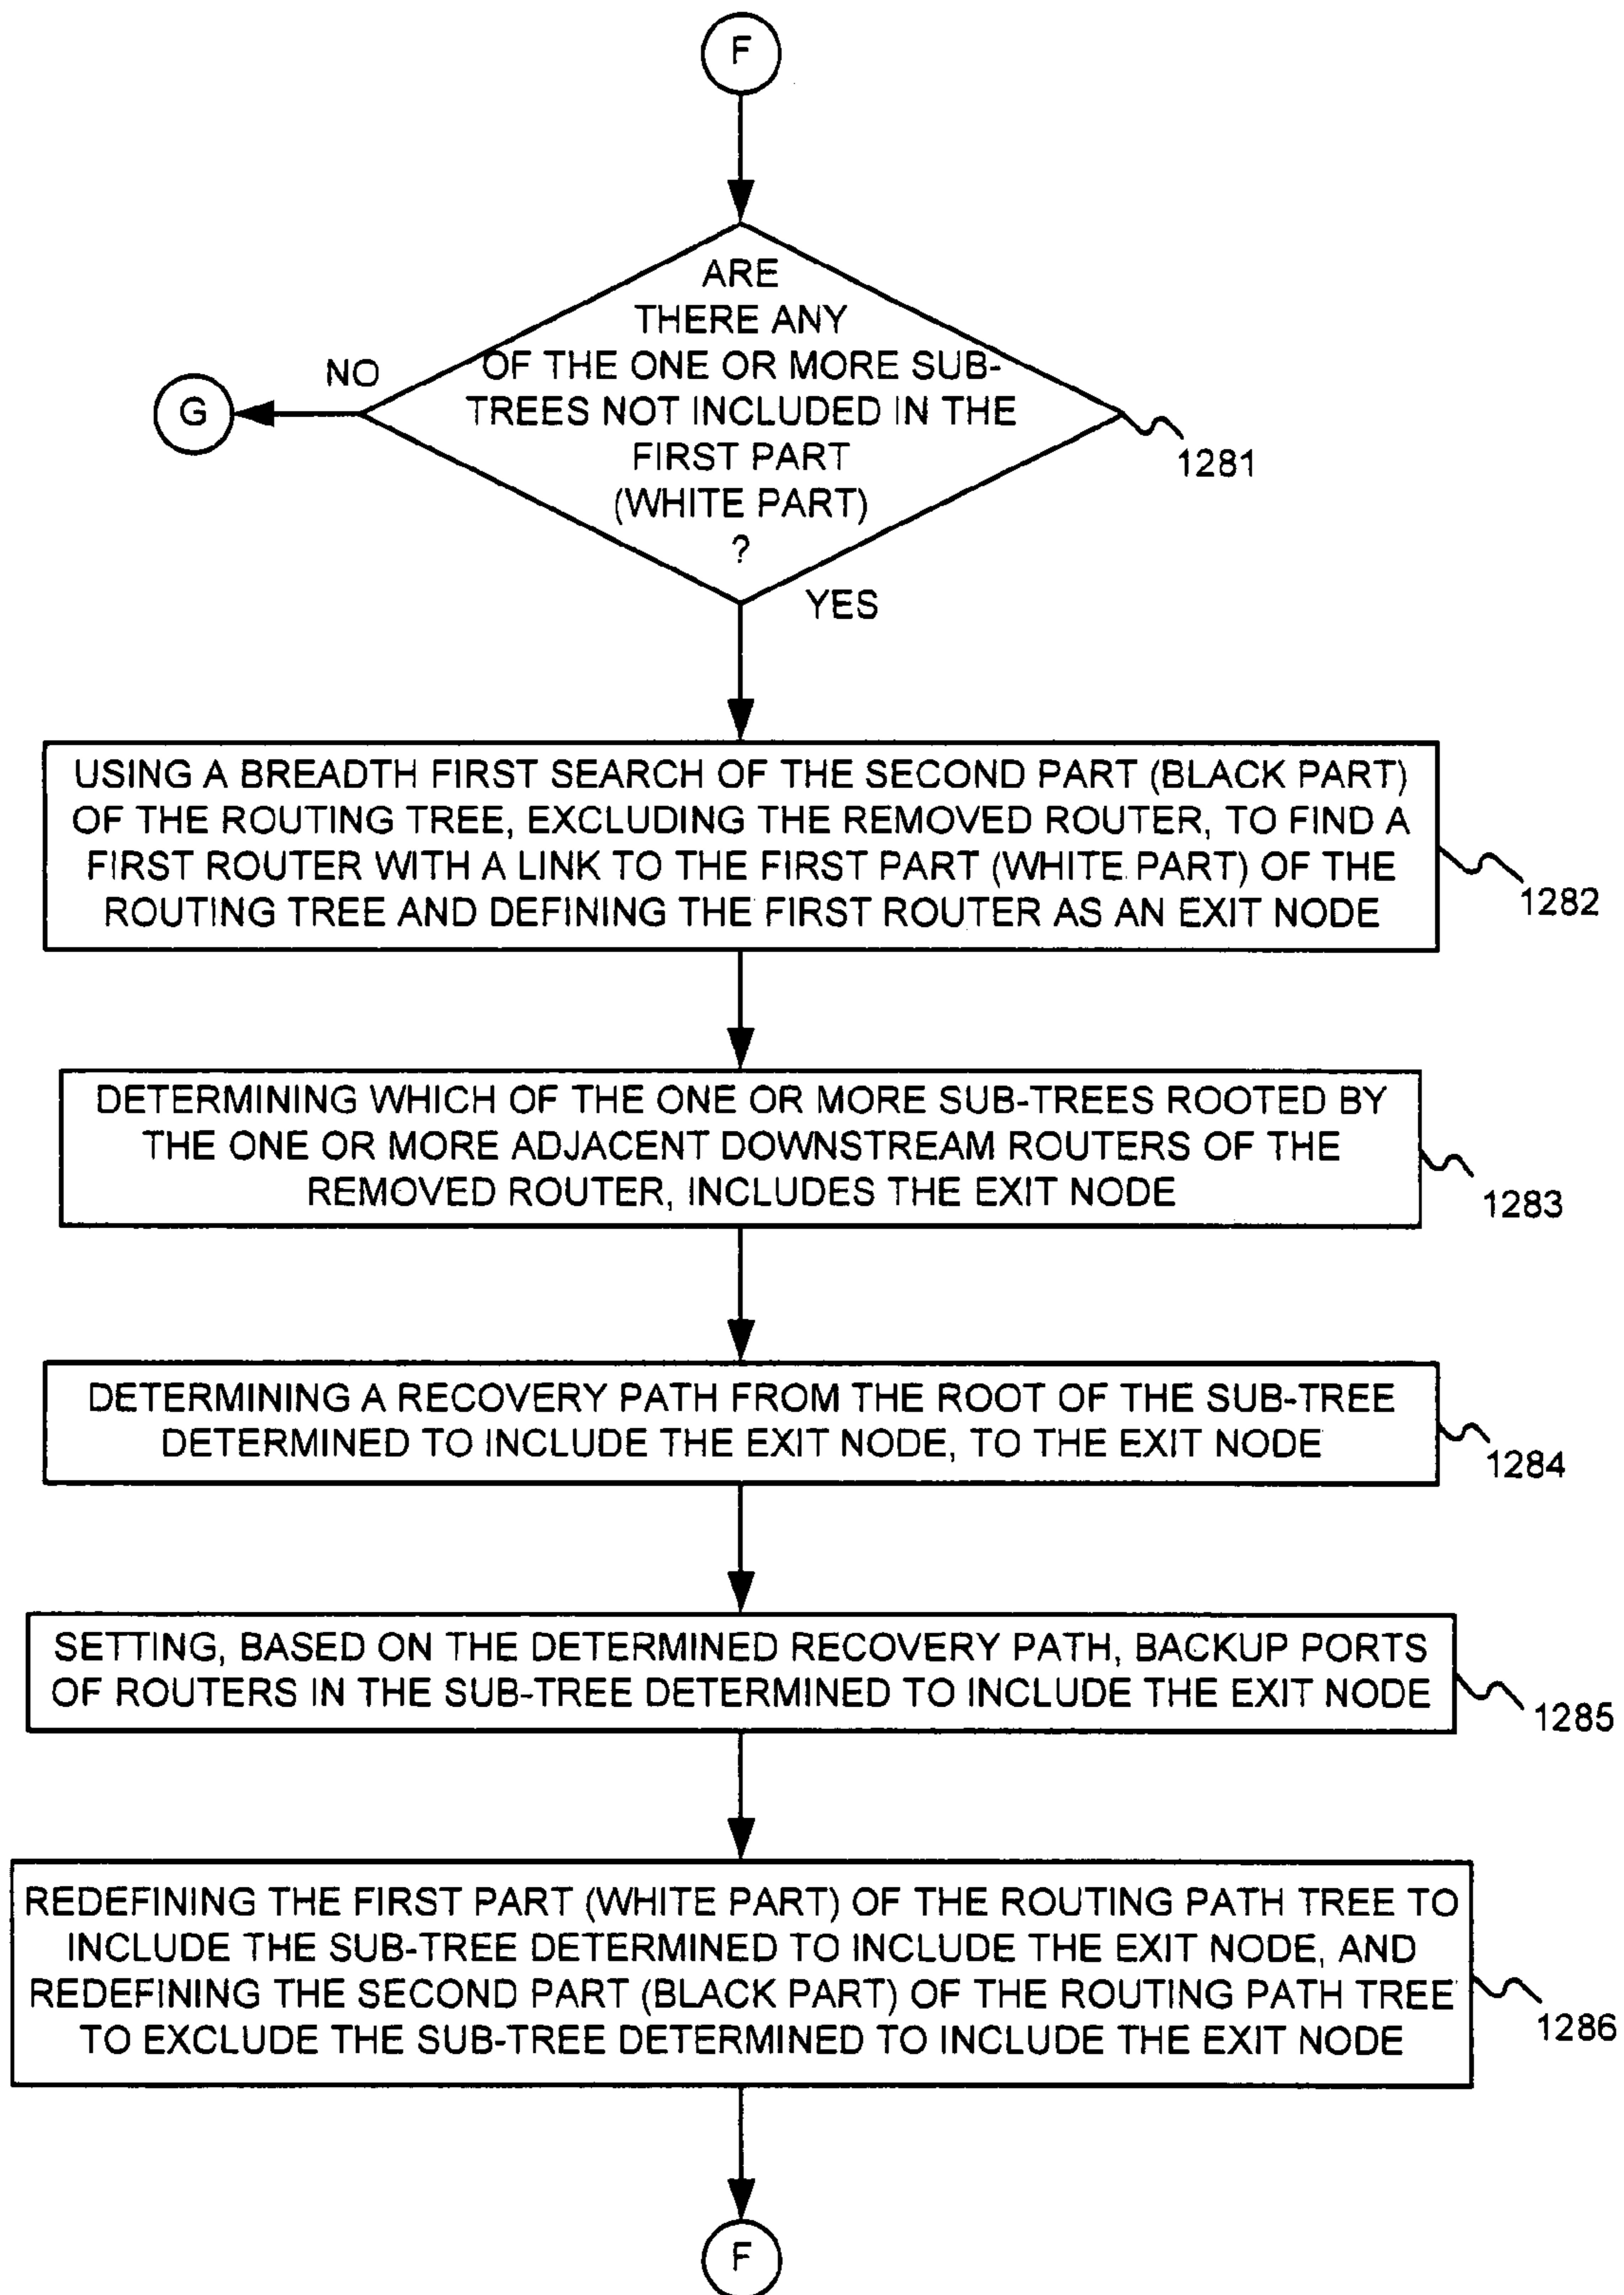 F
ARE
THERE ANY
OF THE ONE OR MORE SUB-
TREES NOT INCLUDED IN THE
FIRST PART
(WHITE PART)
?
NO
G
1281
YES
USING A BREADTH FIRST SEARCH OF THE SECOND PART (BLACK PART)
OF THE ROUTING TREE, EXCLUDING THE REMOVED ROUTER, TO FIND A
FIRST ROUTER WITH A LINK TO THE FIRST PART (WHITE PART) OF THE
ROUTING TREE AND DEFINING THE FIRST ROUTER AS AN EXIT NODE
1282
DETERMINING WHICH OF THE ONE OR MORE SUB-TREES ROOTED BY
THE ONE OR MORE ADJACENT DOWNSTREAM ROUTERS OF THE
REMOVED ROUTER, INCLUDES THE EXIT NODE
1283
DETERMINING A RECOVERY PATH FROM THE ROOT OF THE SUB-TREE
DETERMINED TO INCLUDE THE EXIT NODE, TO THE EXIT NODE
1284
SETTING, BASED ON THE DETERMINED RECOVERY PATH, BACKUP PORTS
OF ROUTERS IN THE SUB-TREE DETERMINED TO INCLUDE THE EXIT NODE
1285
REDEFINING THE FIRST PART (WHITE PART) OF THE ROUTING PATH TREE TO
INCLUDE THE SUB-TREE DETERMINED TO INCLUDE THE EXIT NODE, AND
REDEFINING THE SECOND PART (BLACK PART) OF THE ROUTING PATH TREE
TO EXCLUDE THE SUB-TREE DETERMINED TO INCLUDE THE EXIT NODE
1286
F